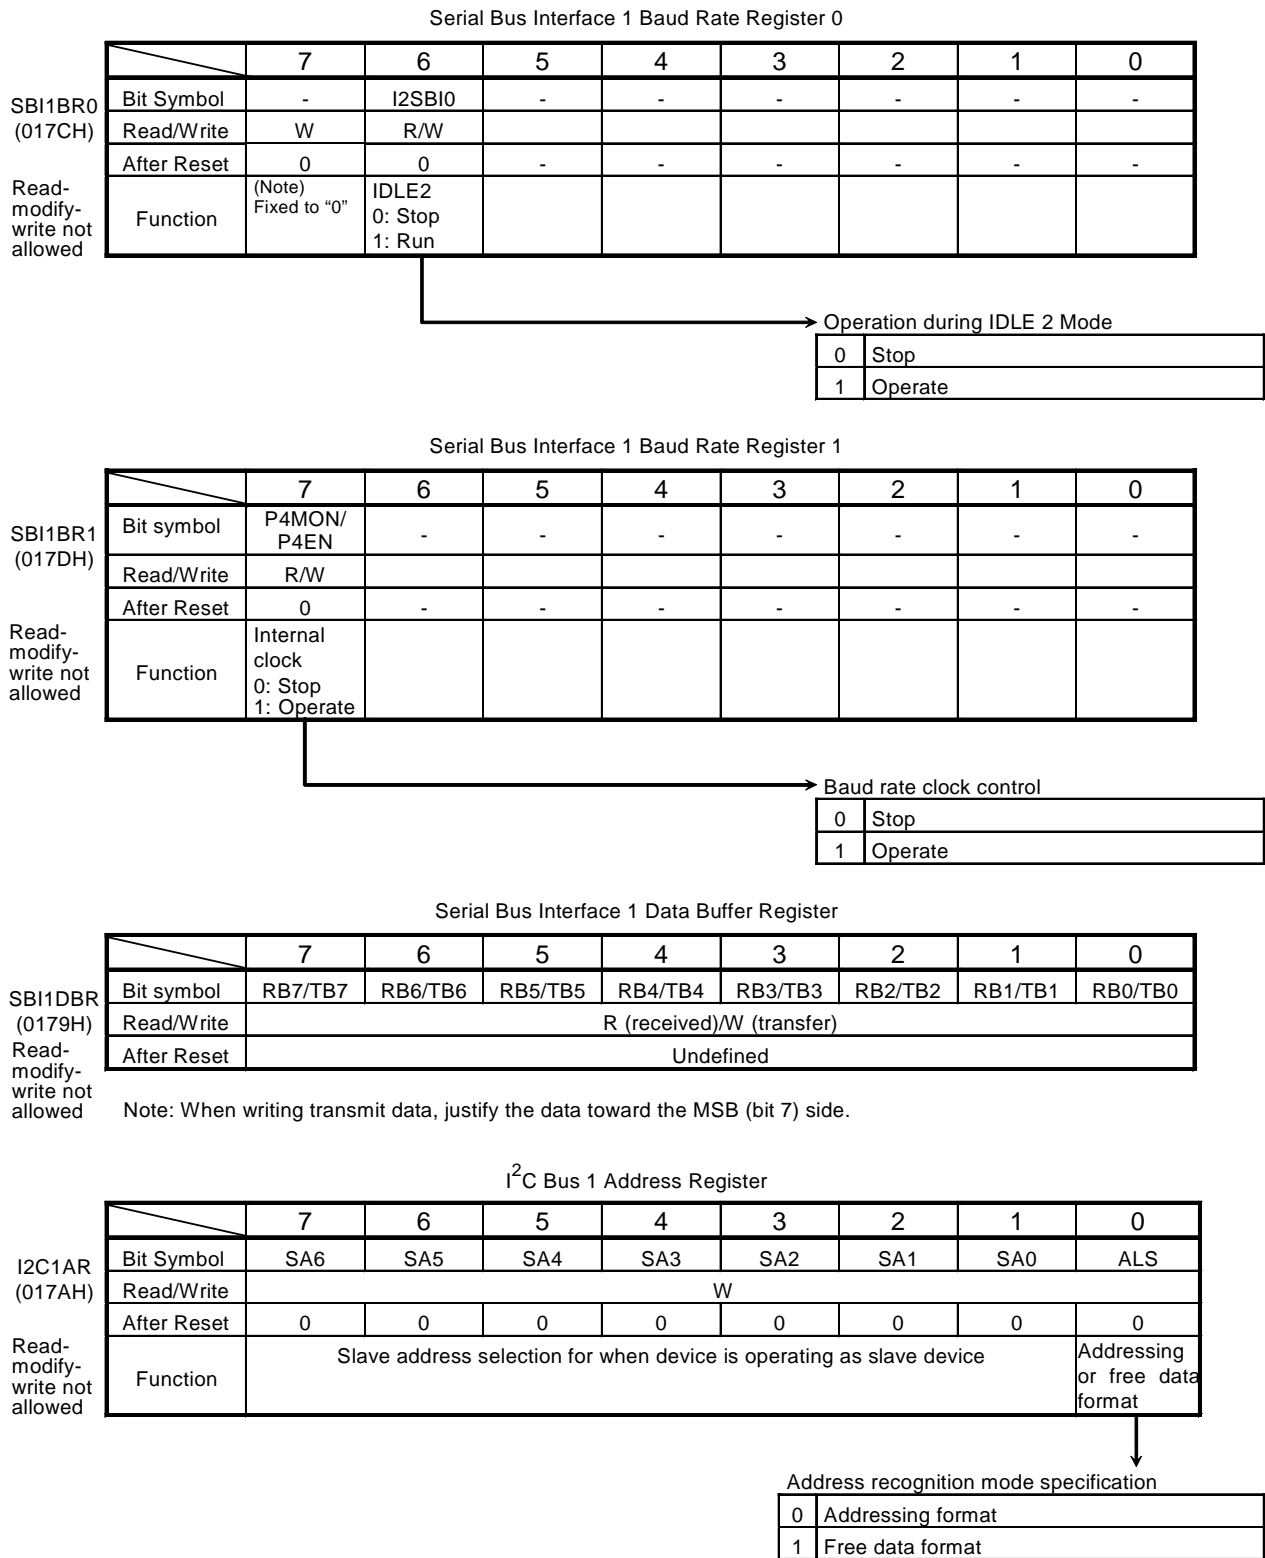 Serial Bus Interface 1 Baud Rate Register 0
7 6 5 4 3 2 1 0
SBI1BR0
(017CH)
Bit Symbol - I2SBI0 - - - - - -
Read/Write W R/W
After Reset 0 0 - - - - - -
Read-
modify-
write not
allowed
Function
(Note)
Fixed to “0”
IDLE2
0: Stop
1: Run
Operation during IDLE 2 Mode
0 Stop
1 Operate
Serial Bus Interface 1 Baud Rate Register 1
7 6 5 4 3 2 1 0
SBI1BR1
(017DH)
Bit symbol P4MON/
P4EN - - - - - - -
Read/Write R/W
After Reset 0 - - - - - - -
Read-
modify-
write not
allowed
Function
Internal
clock
0: Stop
1: Operate
Baud rate clock control
0 Stop
1 Operate
Serial Bus Interface 1 Data Buffer Register
7 6 5 4 3 2 1 0
SBI1DBR
(0179H)
Bit symbol RB7/TB7 RB6/TB6 RB5/TB5 RB4/TB4 RB3/TB3 RB2/TB2 RB1/TB1 RB0/TB0
Read/Write R (received)/W (transfer)
After Reset Undefined
Read-
modify-
write not
allowed
Note: When writing transmit data, justify the data toward the MSB (bit 7) side.
I2C Bus 1 Address Register
7 6 5 4 3 2 1 0
I2C1AR
(017AH)
Bit Symbol SA6 SA5 SA4 SA3 SA2 SA1 SA0 ALS
Read/Write W
After Reset 0 0 0 0 0 0 0 0
Read-
modify-
write not
allowed
Function
Slave address selection for when device is operating as slave device
Addressing
or free data
format
Address recognition mode specification
0 Addressing format
1 Free data format